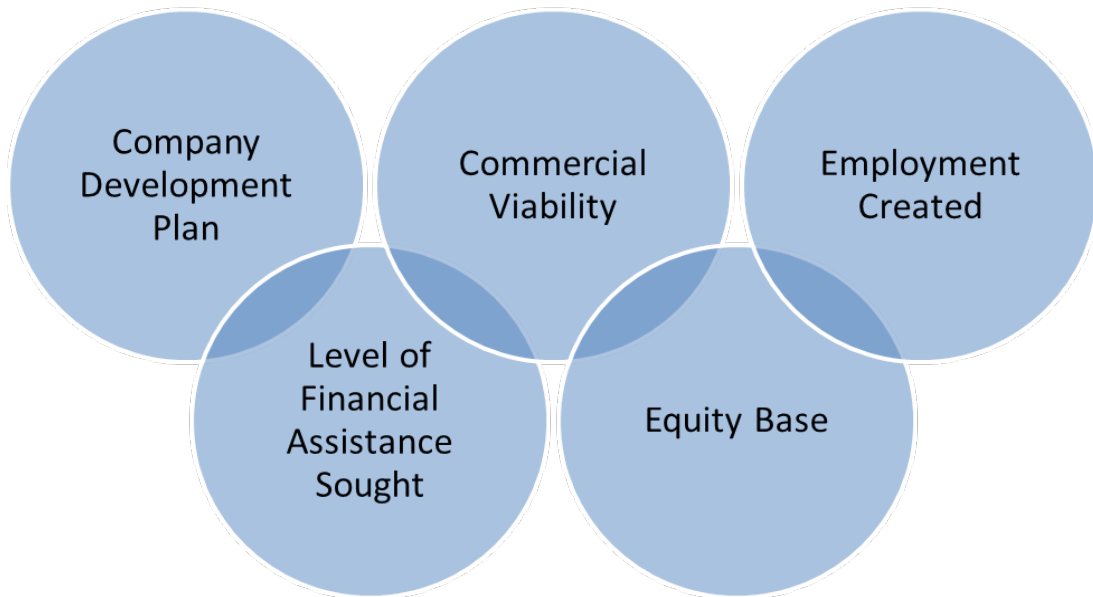 Company
Development
Plan
Commercial
Viability
Employment
Created
Level of
Financial
Assistance
Sought
Equity Base